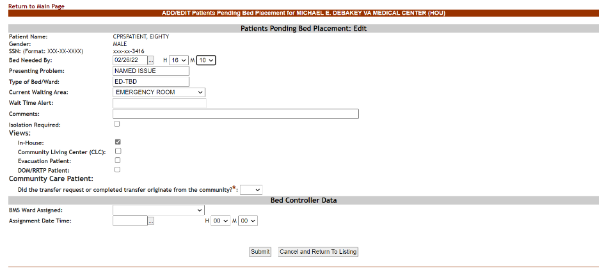 Return to Main Page
ADD/EDIT Patients Pending Bed Placement for MICHAEL E. DEBAKEY VA MEDICAL CENTER (HOU)
Patients Pending Bed Placement: Edit
Patient Name: CPRSPATIENT, EIGHTY
Gender: MALE
SSN: (Format: XXX-XX-XXXX) xxx-xx-3416
Bed Needed By: 02/26/22 ... H 16 M 10
Presenting Problem: NAMED ISSUE
Type of Bed/Ward: ED-TBD
Current Waiting Area: EMERGENCY ROOM
Wait Time Alert:
Comments:
Isolation Required:
Views:
In-House:
Community Living Center (CLC):
Evacuation Patient:
DOM/RRTP Patient:
Community Care Patient:
Did the transfer request or completed transfer originate from the community?*:
Bed Controller Data
BMS Ward Assigned:
Assignment Date Time: ... H 00 M 00
Submit Cancel and Return To Listing